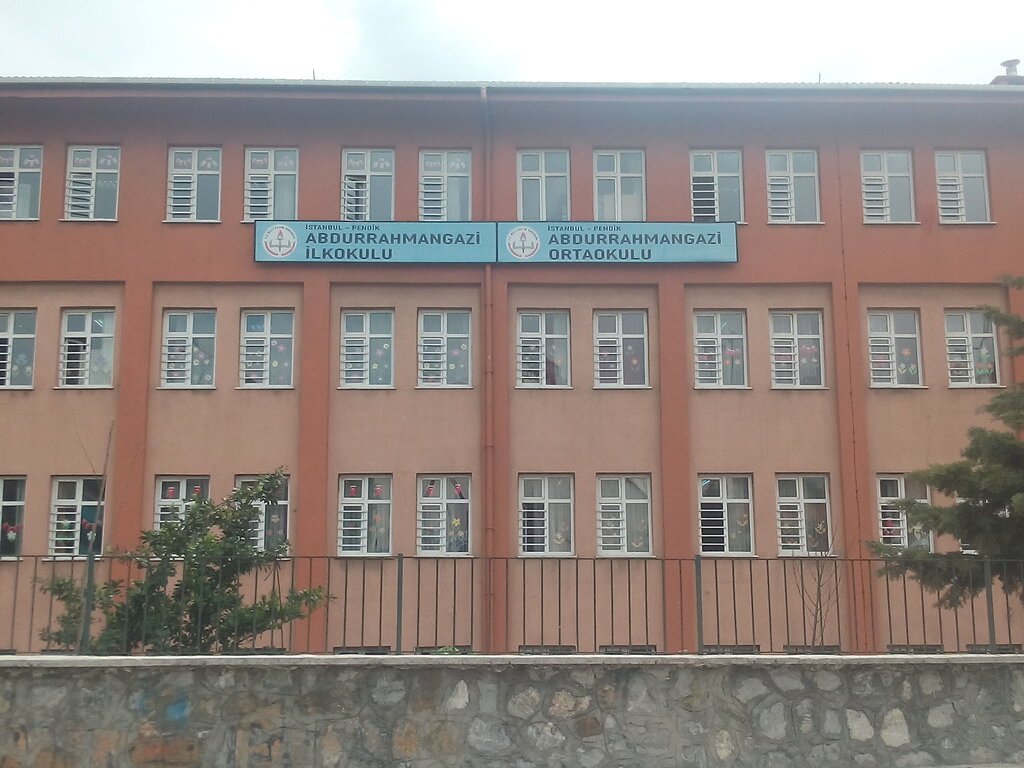 İSTANBUL - PENDİK
ABDURRAHMANGAZİ
İLKOKULU
İSTANBUL - PENDİK
ABDURRAHMANGAZİ
ORTAOKULU